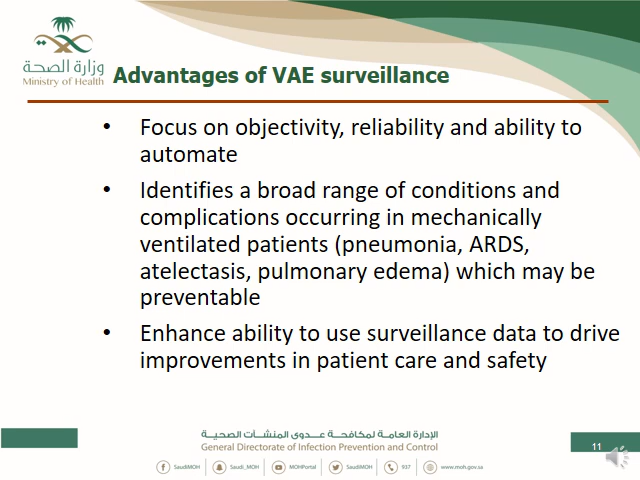 وزارة الصحة
Ministry of Health
Advantages of VAE surveillance
• Focus on objectivity, reliability and ability to
automate
• Identifies a broad range of conditions and
complications occurring in mechanically
ventilated patients (pneumonia, ARDS,
atelectasis, pulmonary edema) which may be
preventable
• Enhance ability to use surveillance data to drive
improvements in patient care and safety
الإدارة العامة لمكافحة عدوى المنشآت الصحية
General Directorate of Infection Prevention and Control
SaudiMOH Saudi_MOH MOHPortal SaudiMOH 937 www.moh.gov.sa
11